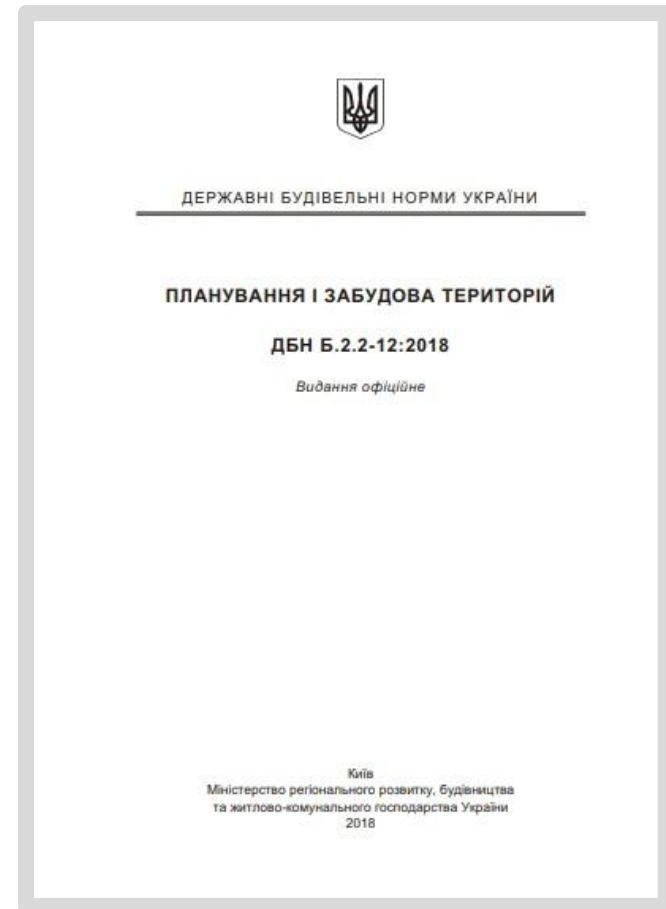 ДЕРЖАВНІ БУДІВЕЛЬНІ НОРМИ УКРАЇНИ
ПЛАНУВАННЯ І ЗАБУДОВА ТЕРИТОРІЙ
ДБН Б.2.2-12:2018
Видання офіційне
Київ
Міністерство регіонального розвитку, будівництва
та житлово-комунального господарства України
2018